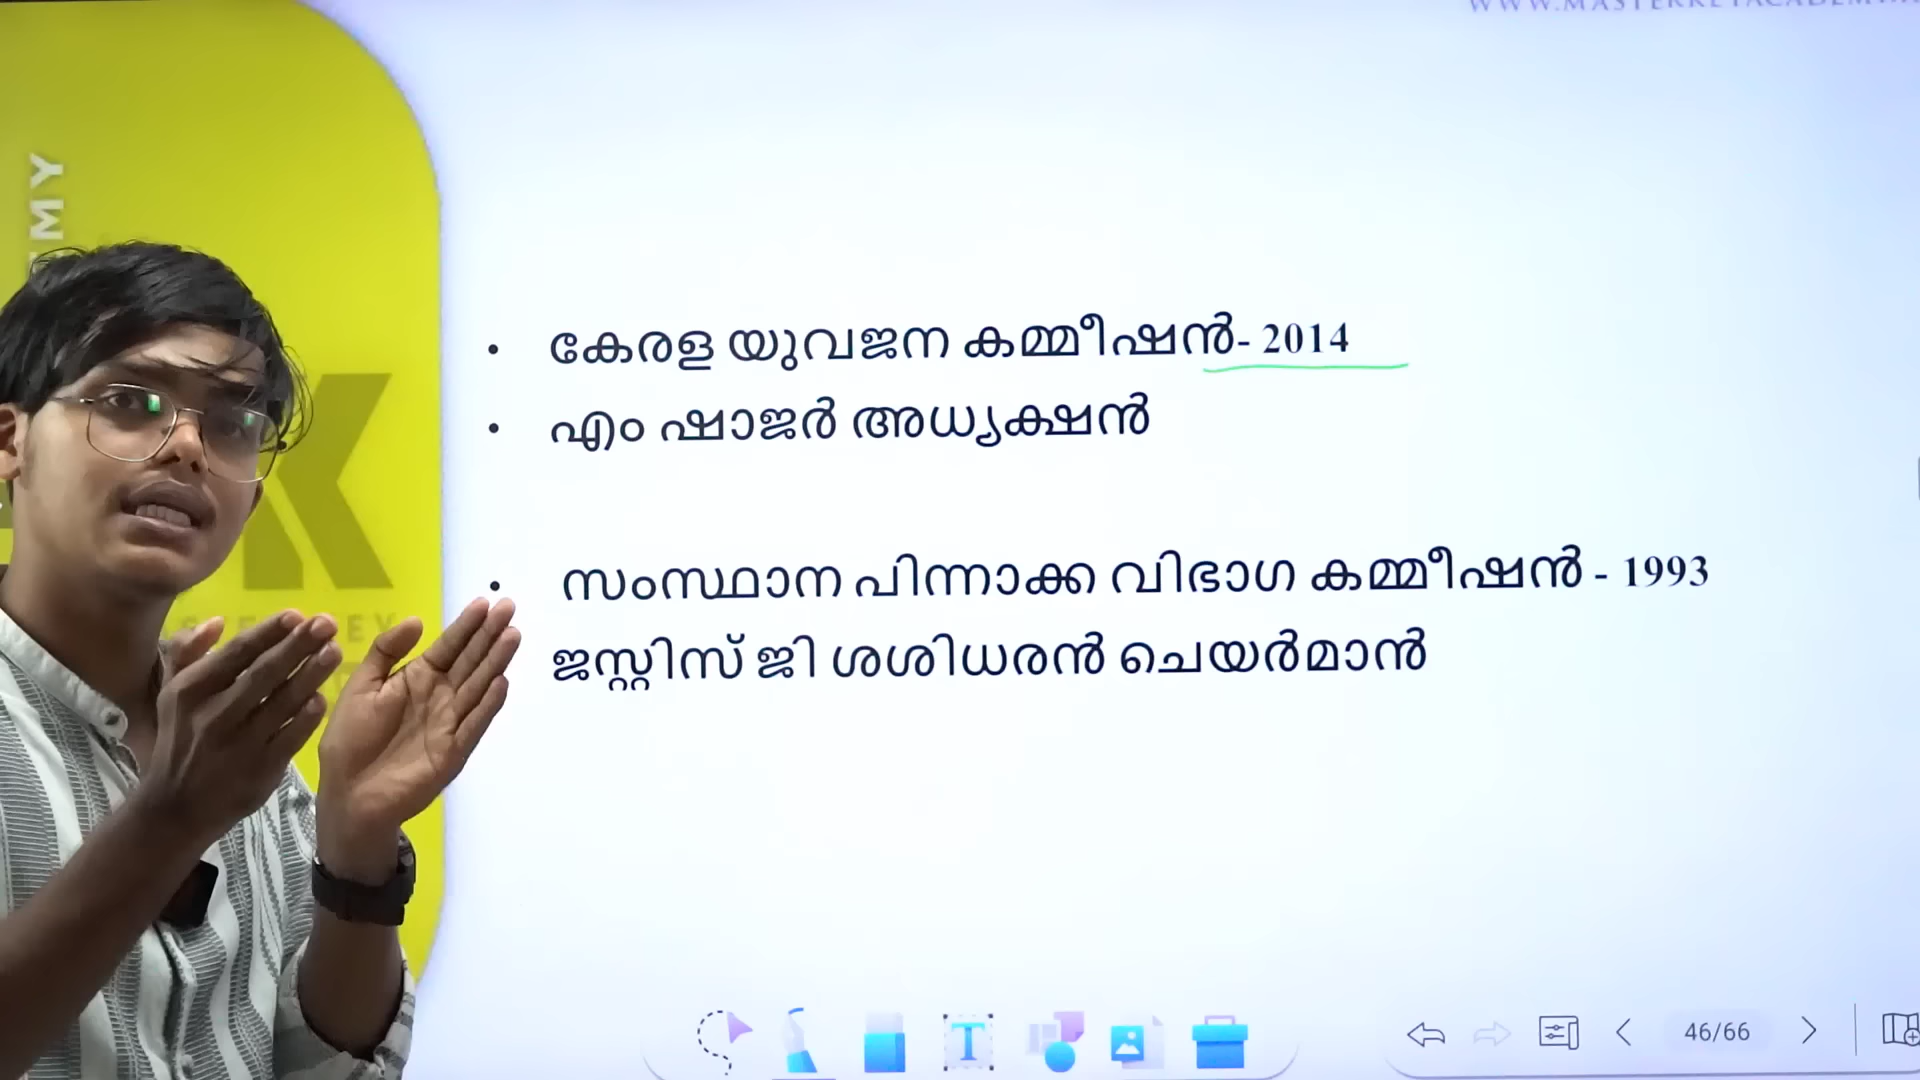 കേരള യുവജന കമ്മീഷൻ- 2014
എം ഷാജർ അധ്യക്ഷൻ
സംസ്ഥാന പിന്നാക്ക വിഭാഗ കമ്മീഷൻ - 1993
ജസ്റ്റിസ് ജി ശശിധരൻ ചെയർമാൻ
46/66